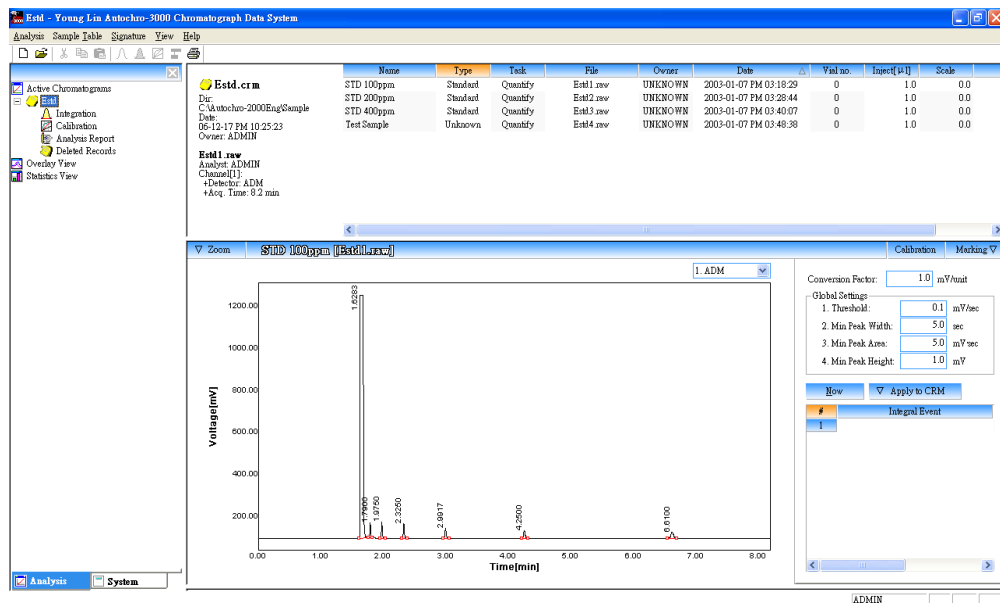 Estd - Young Lin Autochro-3000 Chromatograph Data System
Analysis Sample Table Signature View Help
Active Chromatograms
Estd
Integration
Calibration
Analysis Report
Deleted Records
Overlay View
Statistics View
Analysis System
Estd.crm
Dir:
C:\Autochro-2000Eng\Sample
Date:
06-12-17 PM 10:25:23
Owner: ADMIN
Estd1.raw
Analyst: ADMIN
Channel[1]:
+Detector: ADM
+Acq. Time: 8.2 min
Name Type Task File Owner Date Vial no. Inject[µl] Scale
STD 100ppm Standard Quantify Estd1.raw UNKNOWN 2003-01-07 PM 03:18:29 0 1.0 0.0
STD 200ppm Standard Quantify Estd2.raw UNKNOWN 2003-01-07 PM 03:28:44 0 1.0 0.0
STD 400ppm Standard Quantify Estd3.raw UNKNOWN 2003-01-07 PM 03:40:07 0 1.0 0.0
Test Sample Unknown Quantify Estd4.raw UNKNOWN 2003-01-07 PM 03:48:38 0 1.0 0.0
Zoom STD 100ppm [Estd1.raw] Calibration Marking
1. ADM
Voltage[mV]
1200.00
1000.00
800.00
600.00
400.00
200.00
1.6283
1.7900
1.9750
2.3250
2.9917
4.2500
6.6100
0.00 1.00 2.00 3.00 4.00 5.00 6.00 7.00 8.00
Time[min]
Conversion Factor: 1.0 mV/unit
Global Settings
1. Threshold: 0.1 mV/sec
2. Min Peak Width: 5.0 sec
3. Min Peak Area: 5.0 mV sec
4. Min Peak Height: 1.0 mV
Now Apply to CRM
# Integral Event
1
ADMIN